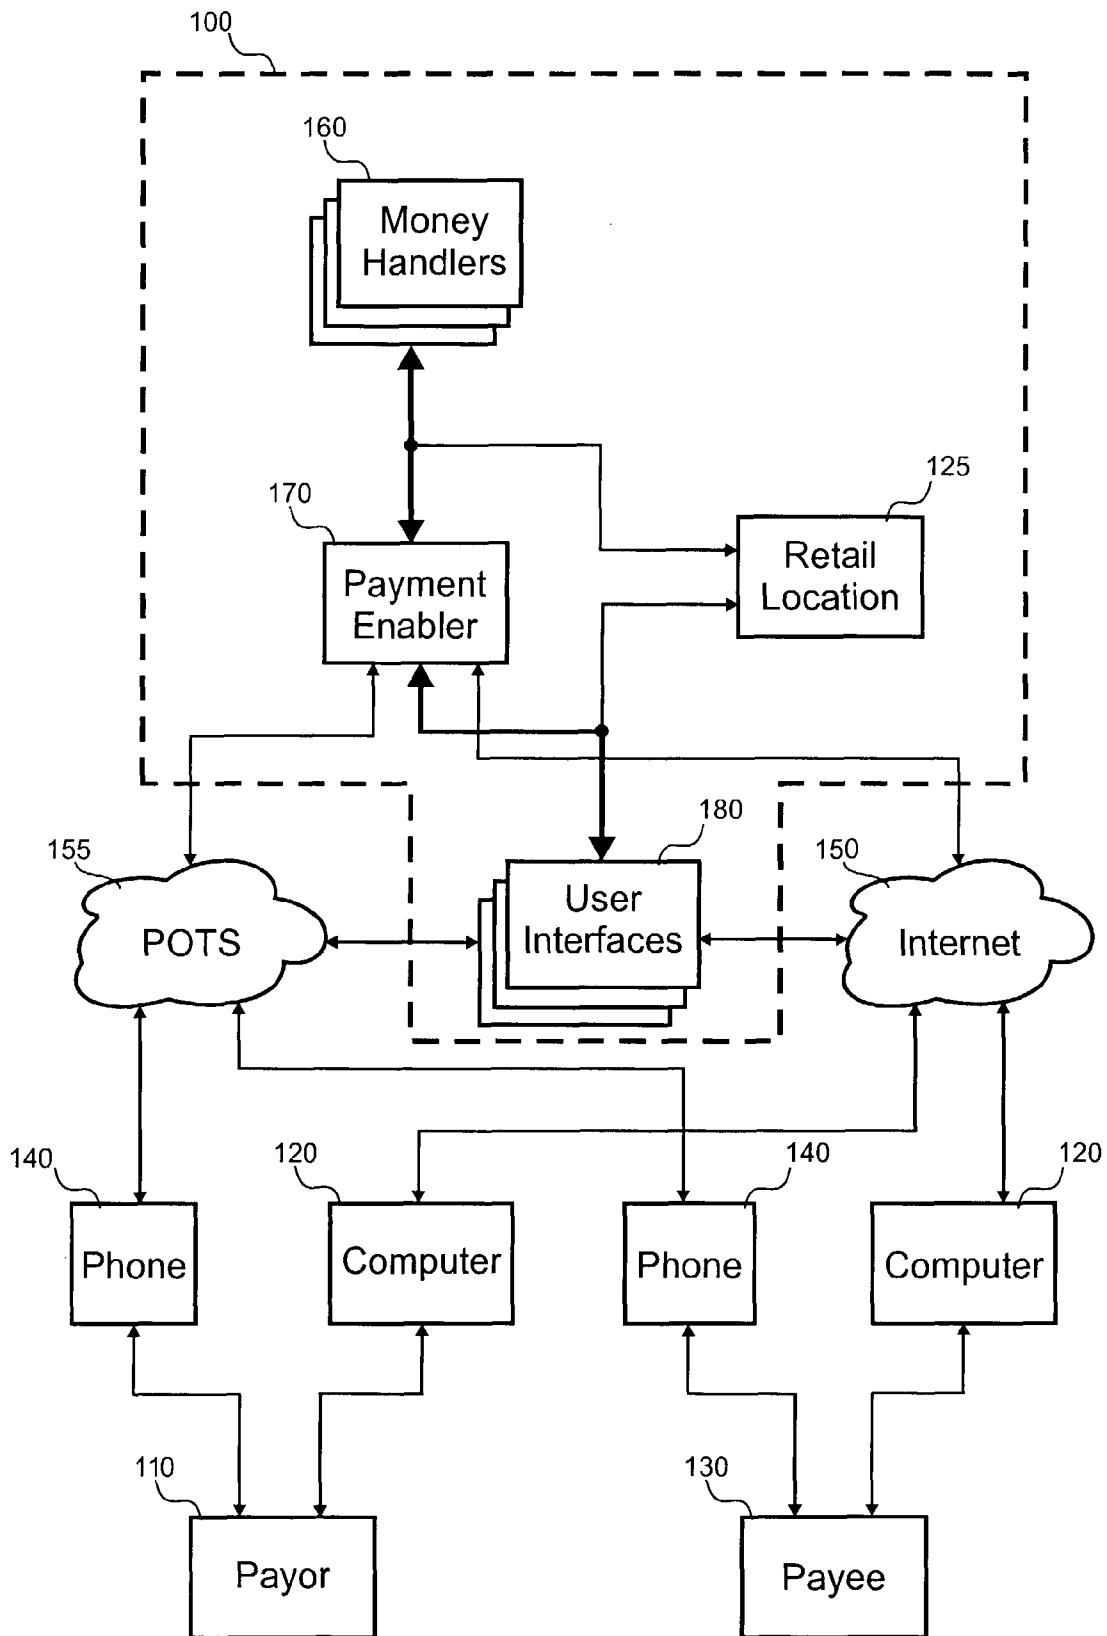 100
160
Money
Handlers
170
125
Payment
Enabler
Retail
Location
180
155
150
User
Interfaces
POTS
Internet
140
120
140
120
Phone
Computer
Phone
Computer
110
130
Payor
Payee